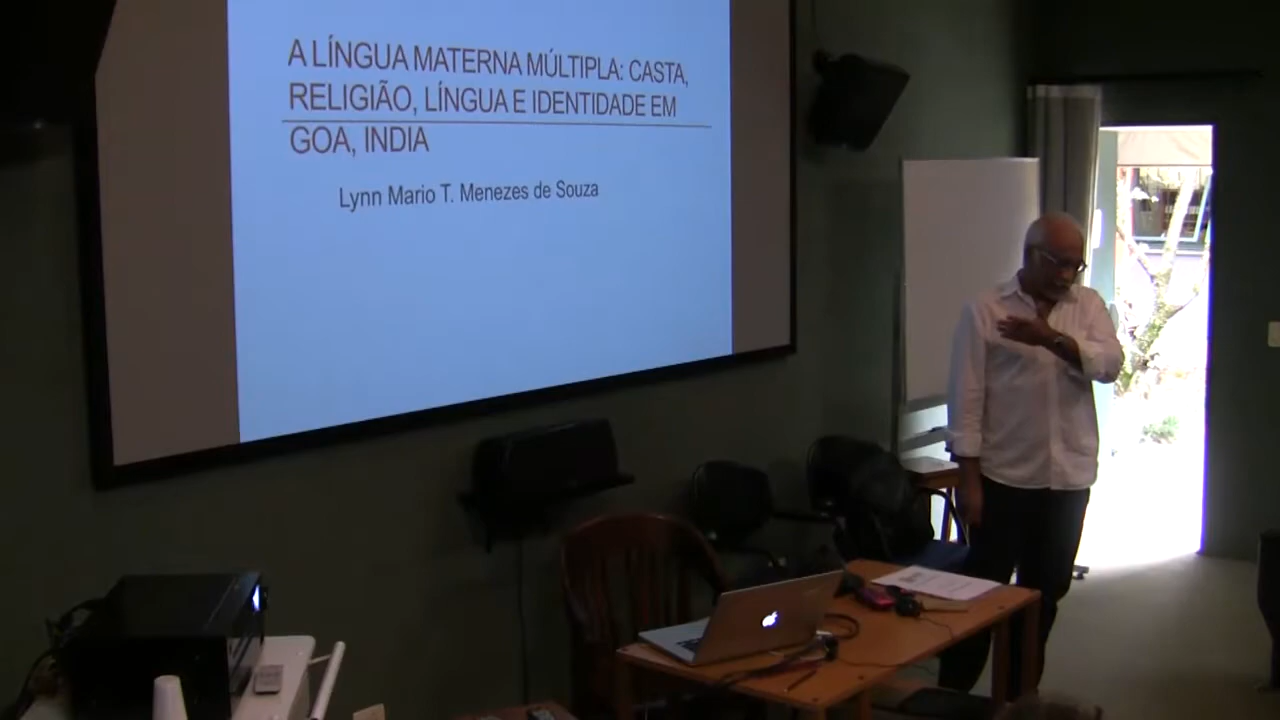 A LÍNGUA MATERNA MÚLTIPLA: CASTA,
RELIGIÃO, LÍNGUA E IDENTIDADE EM
GOA, INDIA
Lynn Mario T. Menezes de Souza